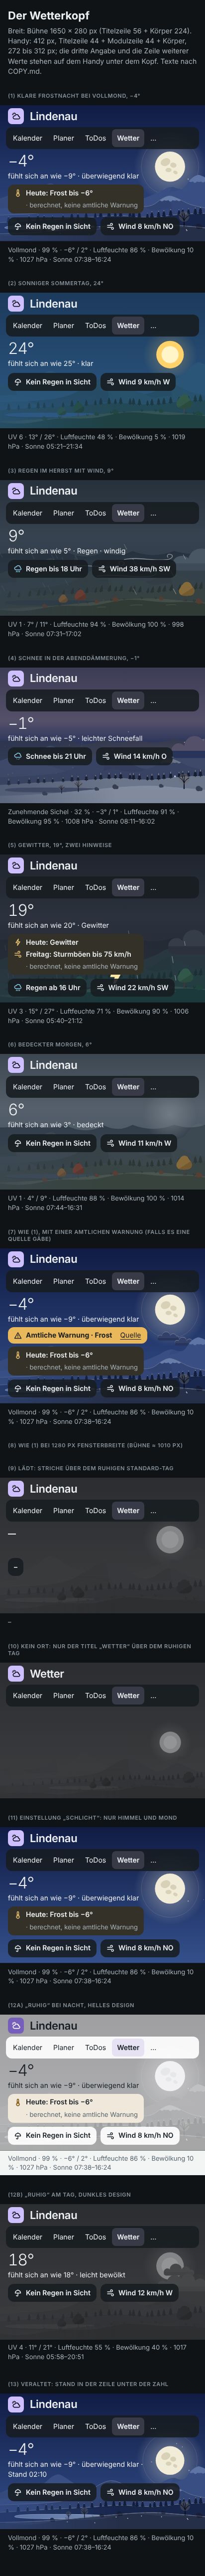 Der Wetterkopf
Breit: Bühne 1650 × 280 px (Titelzeile 56 + Körper 224).
Handy: 412 px, Titelzeile 44 + Modulzeile 44 + Körper,
272 bis 312 px; die dritte Angabe und die Zeile weiterer
Werte stehen auf dem Handy unter dem Kopf. Texte nach
COPY.md.
(1) KLARE FROSTNACHT BEI VOLLMOND, −4°
Lindenau
Kalender Planer ToDos Wetter ...
−4°
fühlt sich an wie −9° · überwiegend klar
Heute: Frost bis −6°
· berechnet, keine amtliche Warnung
Kein Regen in Sicht Wind 8 km/h NO
Vollmond · 99 % · −6° / 2° · Luftfeuchte 86 % · Bewölkung 10
% · 1027 hPa · Sonne 07:38–16:24
(2) SONNIGER SOMMERTAG, 24°
Lindenau
Kalender Planer ToDos Wetter ...
24°
fühlt sich an wie 25° · klar
Kein Regen in Sicht Wind 9 km/h W
UV 6 · 13° / 26° · Luftfeuchte 48 % · Bewölkung 5 % · 1019
hPa · Sonne 05:21–21:34
(3) REGEN IM HERBST MIT WIND, 9°
Lindenau
Kalender Planer ToDos Wetter ...
9°
fühlt sich an wie 5° · Regen · windig
Regen bis 18 Uhr Wind 38 km/h SW
UV 1 · 7° / 11° · Luftfeuchte 94 % · Bewölkung 100 % · 998
hPa · Sonne 07:31–17:02
(4) SCHNEE IN DER ABENDDÄMMERUNG, −1°
Lindenau
Kalender Planer ToDos Wetter ...
−1°
fühlt sich an wie −5° · leichter Schneefall
Schnee bis 21 Uhr Wind 14 km/h O
Zunehmende Sichel · 32 % · −3° / 1° · Luftfeuchte 91 % ·
Bewölkung 95 % · 1008 hPa · Sonne 08:11–16:02
(5) GEWITTER, 19°, ZWEI HINWEISE
Lindenau
Kalender Planer ToDos Wetter ...
19°
fühlt sich an wie 20° · Gewitter
Heute: Gewitter
Freitag: Sturmböen bis 75 km/h
· berechnet, keine amtliche Warnung
Regen ab 16 Uhr Wind 22 km/h SW
UV 3 · 15° / 27° · Luftfeuchte 71 % · Bewölkung 90 % · 1006
hPa · Sonne 05:40–21:12
(6) BEDECKTER MORGEN, 6°
Lindenau
Kalender Planer ToDos Wetter ...
6°
fühlt sich an wie 3° · bedeckt
Kein Regen in Sicht Wind 11 km/h W
UV 1 · 4° / 9° · Luftfeuchte 88 % · Bewölkung 100 % · 1014
hPa · Sonne 07:44–16:31
(7) WIE (1), MIT EINER AMTLICHEN WARNUNG (FALLS ES EINE
QUELLE GÄBE)
Lindenau
Kalender Planer ToDos Wetter ...
−4°
fühlt sich an wie −9° · überwiegend klar
Amtliche Warnung · Frost Quelle
Heute: Frost bis −6°
· berechnet, keine amtliche Warnung
Kein Regen in Sicht Wind 8 km/h NO
Vollmond · 99 % · −6° / 2° · Luftfeuchte 86 % · Bewölkung 10
% · 1027 hPa · Sonne 07:38–16:24
(8) WIE (1) BEI 1280 PX FENSTERBREITE (BÜHNE = 1010 PX)
(9) LÄDT: STRICHE ÜBER DEM RUHIGEN STANDARD-TAG
Lindenau
Kalender Planer ToDos Wetter ...
–
–
–
(10) KEIN ORT: NUR DER TITEL „WETTER“ ÜBER DEM RUHIGEN
TAG
Wetter
Kalender Planer ToDos Wetter ...
(11) EINSTELLUNG „SCHLICHT“: NUR HIMMEL UND MOND
Lindenau
Kalender Planer ToDos Wetter ...
−4°
fühlt sich an wie −9° · überwiegend klar
Heute: Frost bis −6°
· berechnet, keine amtliche Warnung
Kein Regen in Sicht Wind 8 km/h NO
Vollmond · 99 % · −6° / 2° · Luftfeuchte 86 % · Bewölkung 10
% · 1027 hPa · Sonne 07:38–16:24
(12A) „RUHIG“ BEI NACHT, HELLES DESIGN
Lindenau
Kalender Planer ToDos Wetter ...
−4°
fühlt sich an wie −9° · überwiegend klar
Heute: Frost bis −6°
· berechnet, keine amtliche Warnung
Kein Regen in Sicht Wind 8 km/h NO
Vollmond · 99 % · −6° / 2° · Luftfeuchte 86 % · Bewölkung 10
% · 1027 hPa · Sonne 07:38–16:24
(12B) „RUHIG“ AM TAG, DUNKLES DESIGN
Lindenau
Kalender Planer ToDos Wetter ...
18°
fühlt sich an wie 18° · leicht bewölkt
Kein Regen in Sicht Wind 12 km/h W
UV 4 · 11° / 21° · Luftfeuchte 55 % · Bewölkung 40 % · 1017
hPa · Sonne 05:58–20:51
(13) VERALTET: STAND IN DER ZEILE UNTER DER ZAHL
Lindenau
Kalender Planer ToDos Wetter ...
−4°
fühlt sich an wie −9° · überwiegend klar ·
Stand 02:10
Kein Regen in Sicht Wind 8 km/h NO
Vollmond · 99 % · −6° / 2° · Luftfeuchte 86 % · Bewölkung 10
% · 1027 hPa · Sonne 07:38–16:24